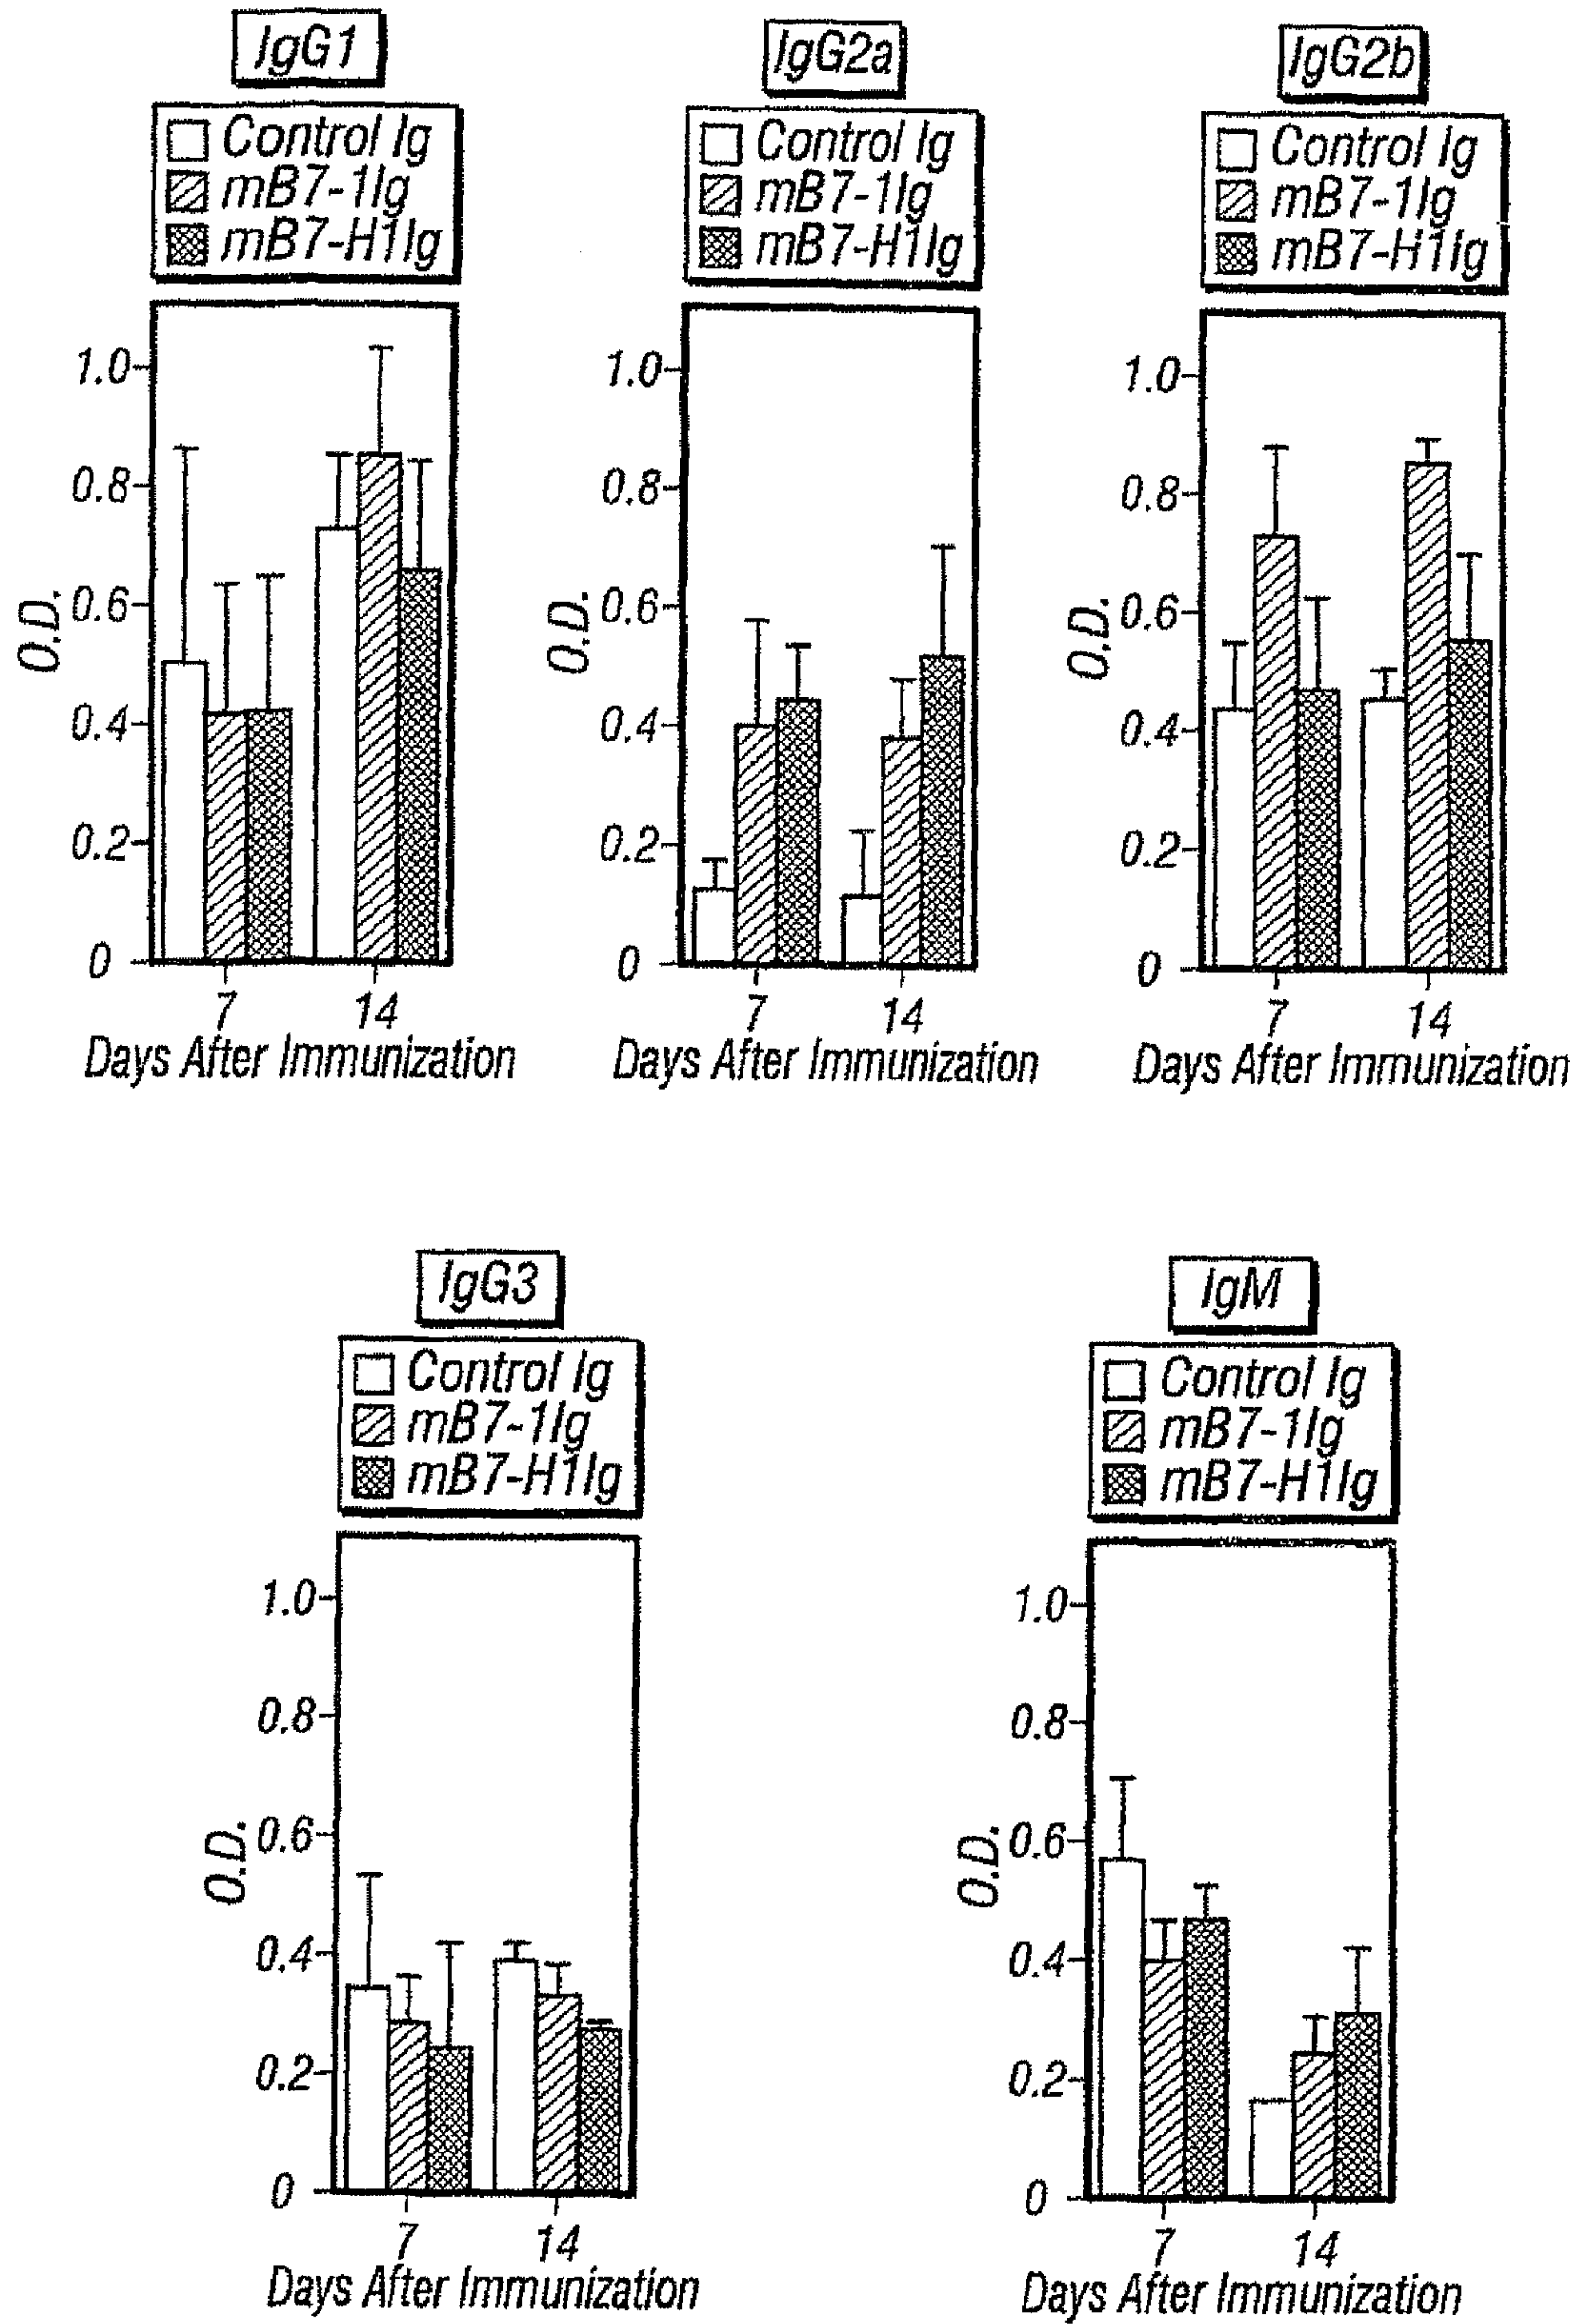 IgG1
Control Ig
mB7-1Ig
mB7-H1Ig
1.0
0.8
0.6
0.4
0.2
0
O.D.
7 14
Days After Immunization
IgG2a
Control Ig
mB7-1Ig
mB7-H1Ig
1.0
0.8
0.6
0.4
0.2
0
O.D.
7 14
Days After Immunization
IgG2b
Control Ig
mB7-1Ig
mB7-H1Ig
1.0
0.8
0.6
0.4
0.2
0
O.D.
7 14
Days After Immunization
IgG3
Control Ig
mB7-1Ig
mB7-H1Ig
1.0
0.8
0.6
0.4
0.2
0
O.D.
7 14
Days After Immunization
IgM
Control Ig
mB7-1Ig
mB7-H1Ig
1.0
0.8
0.6
0.4
0.2
0
O.D.
7 14
Days After Immunization